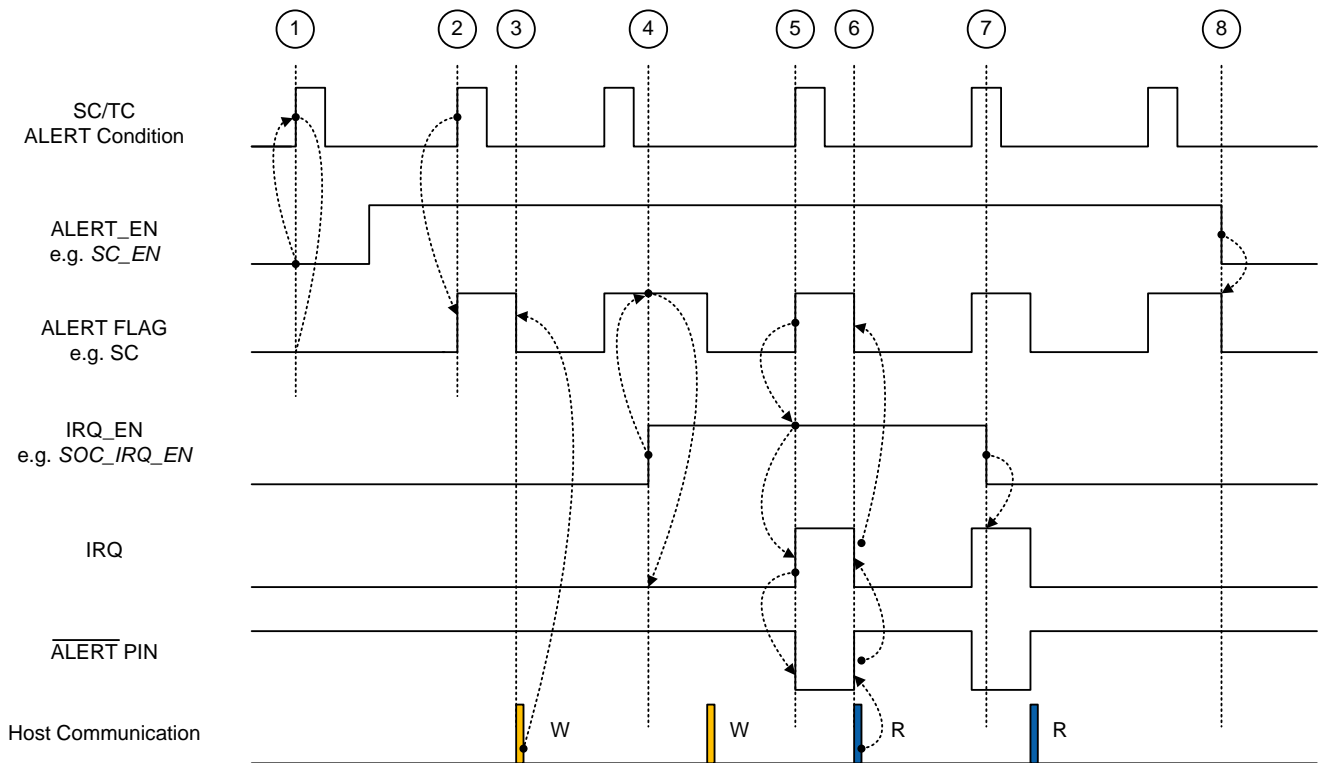 1 2 3 4 5 6 7 8
SC/TC
ALERT Condition
ALERT_EN
e.g. SC_EN
ALERT FLAG
e.g. SC
IRQ_EN
e.g. SOC_IRQ_EN
IRQ
ALERT PIN
Host Communication
W W R R